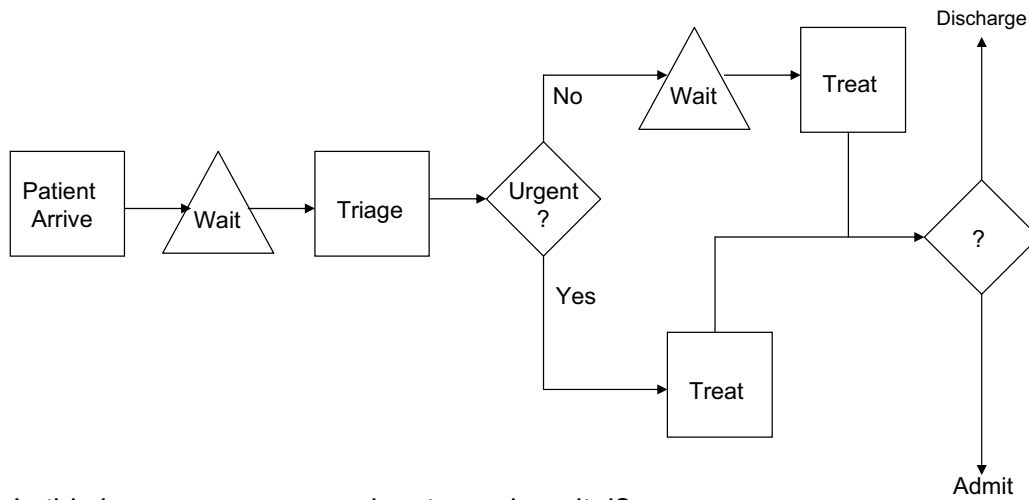 Discharge
No
Wait
Treat
Patient
Arrive
Wait
Triage
Urgent
?
?
Yes
Treat
Admit